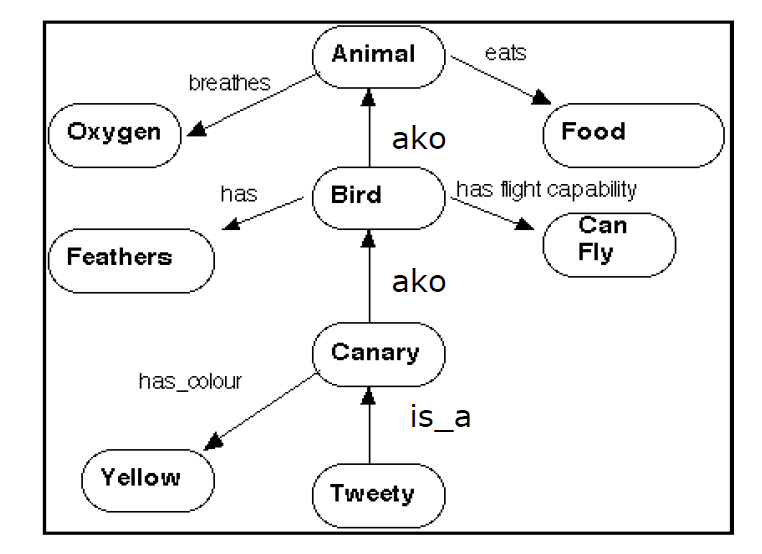 Animal
eats
breathes
Oxygen
Food
ako
has
Bird
has flight capability
Feathers
Can
Fly
ako
Canary
has_colour
is_a
Yellow
Tweety